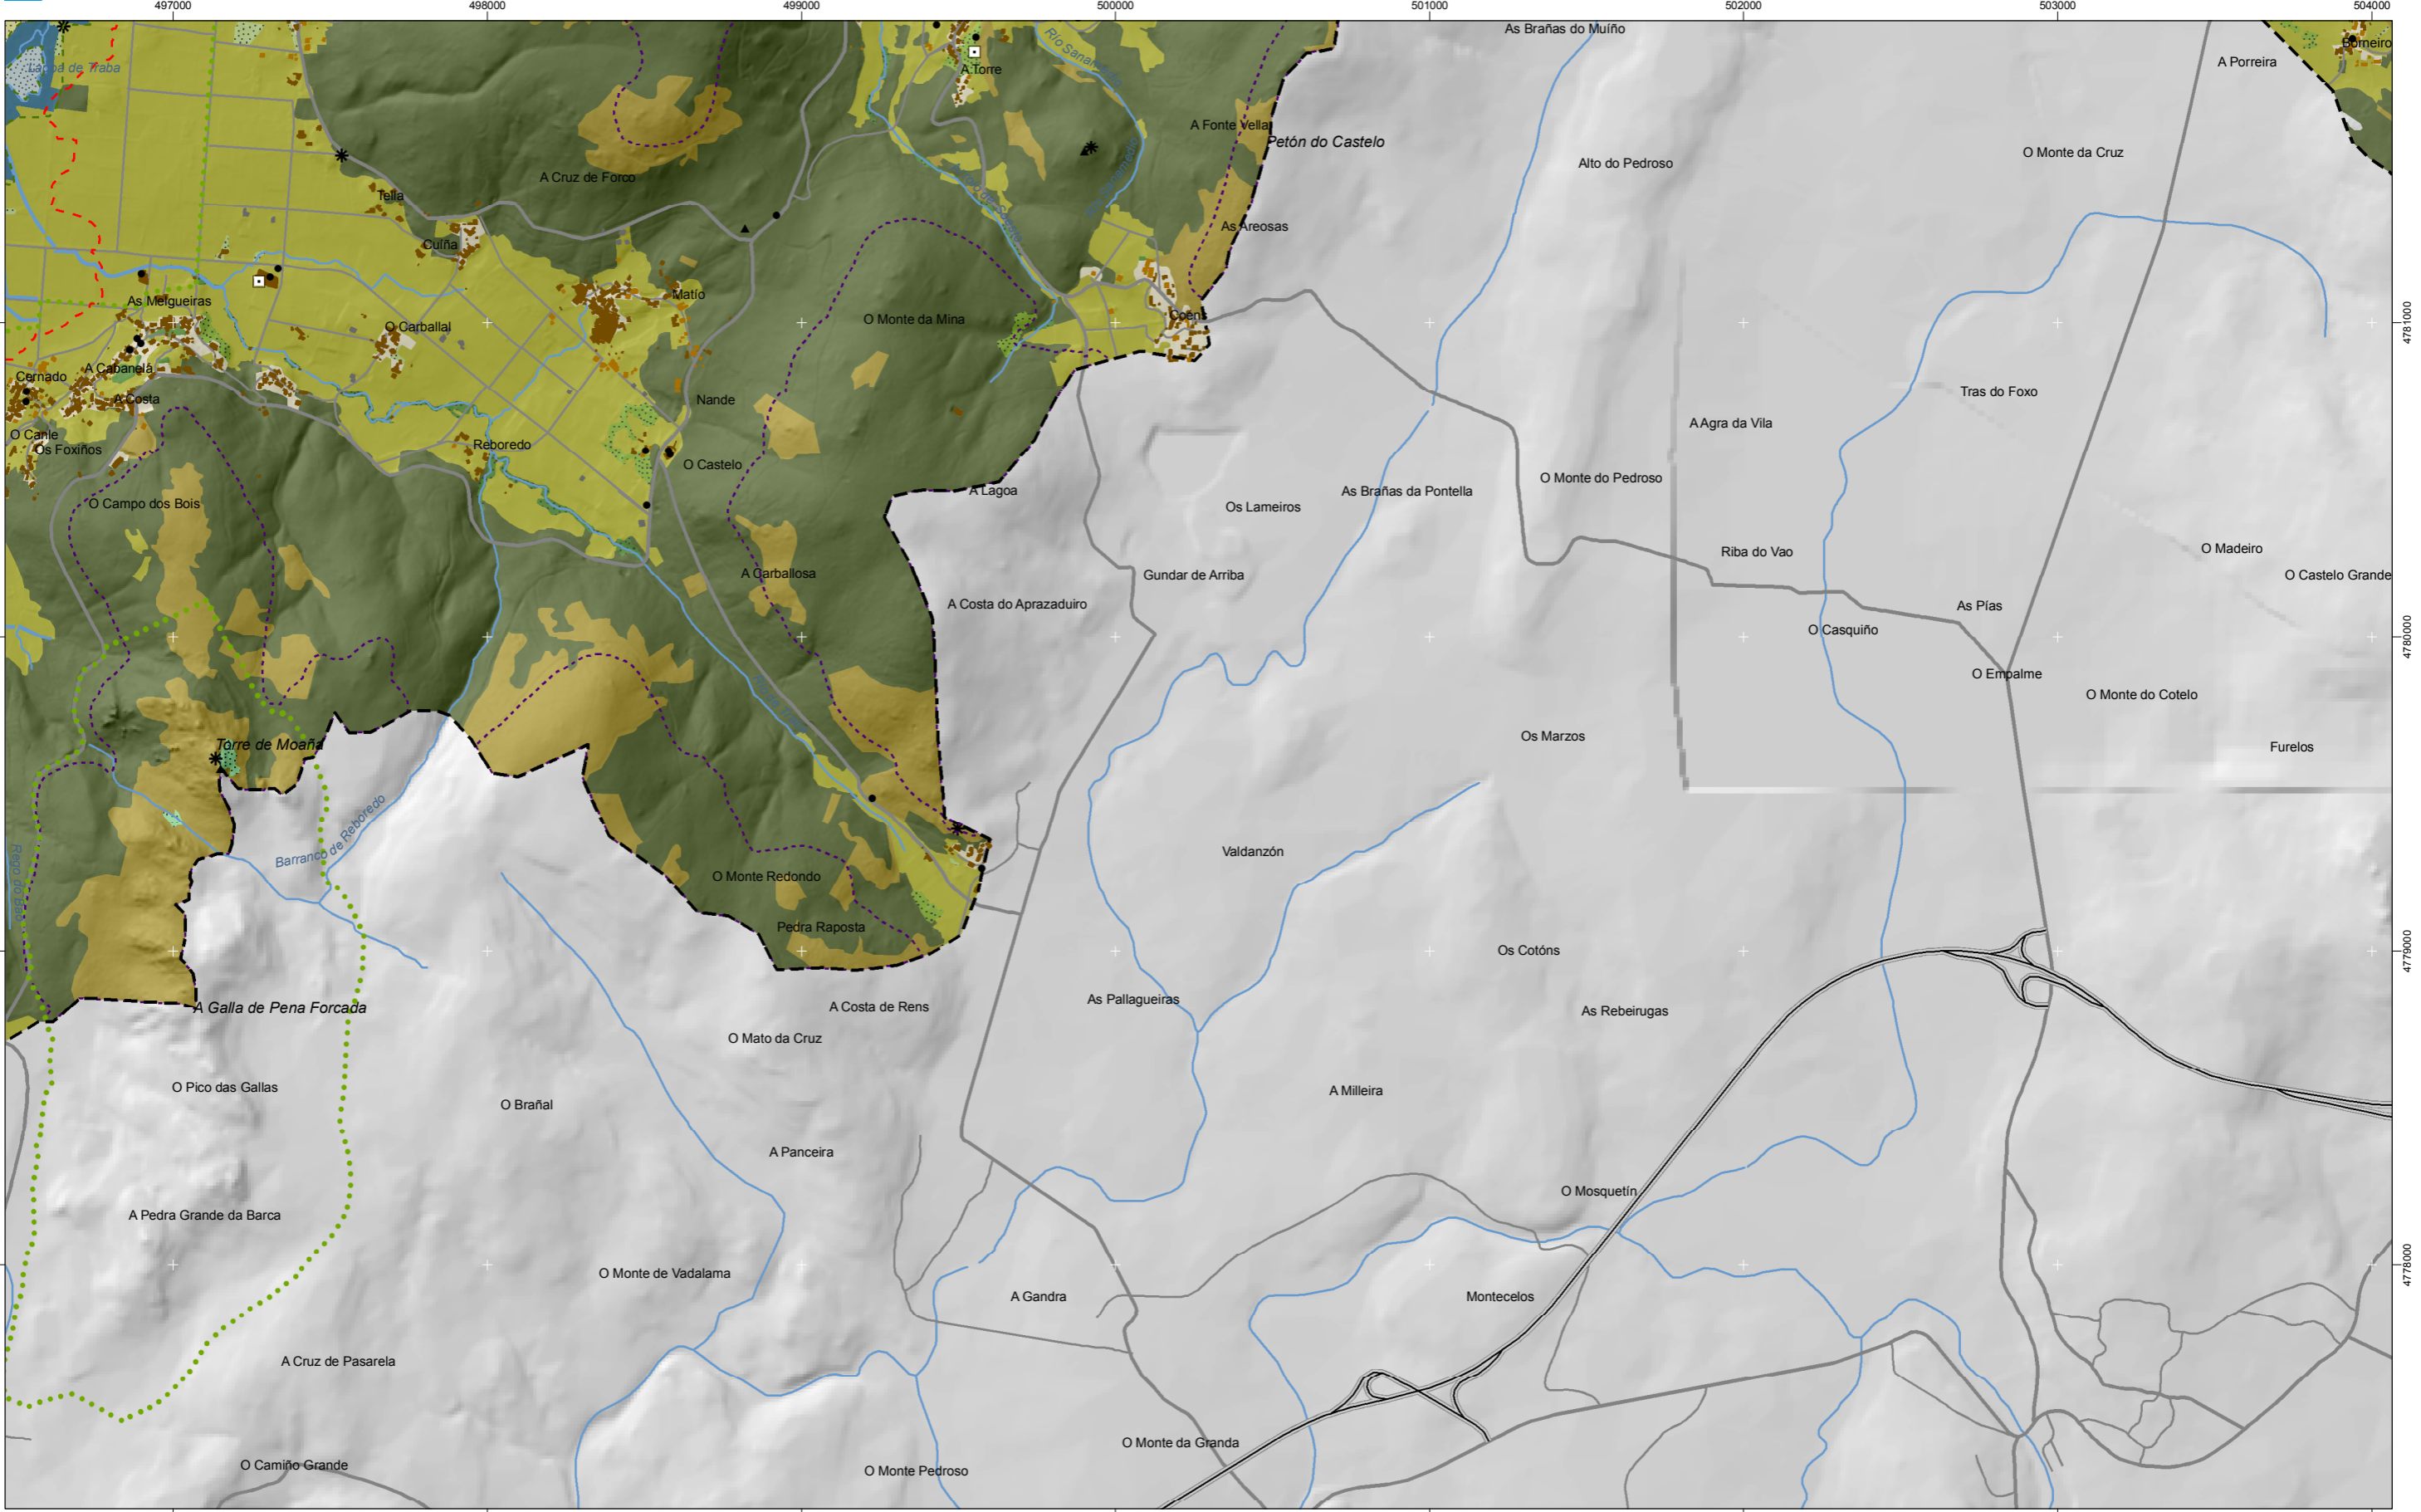 497000 498000 499000 500000 501000 502000 503000 504000
As Brañas do Muíño
Borneiro
A Porreira
Lagoa de Traba
A Torre
A Fonte Vella
Petón do Castelo
Alto do Pedroso
O Monte da Cruz
A Cruz de Forco
Tella
As Areosas
Cuíña
As Melgueiras
Matío
O Carballal
O Monte da Mina
Coéns
4781000
Cernado
A Cabanela
A Costa
Nande
Tras do Foxo
A Agra da Vila
O Canle
Os Foxiños
Reboredo
O Castelo
O Monte do Pedroso
A Lagoa
As Brañas da Pontella
O Campo dos Bois
Os Lameiros
Riba do Vao
O Madeiro
A Carballosa
Gundar de Arriba
O Castelo Grande
A Costa do Aprazaduiro
As Pías
O Casquiño
4780000
O Empalme
O Monte do Cotelo
Torre de Moaña
Os Marzos
Furelos
Barranco de Reboredo
Valdanzón
O Monte Redondo
Pedra Raposta
Os Cotóns
4779000
A Galla de Pena Forcada
A Costa de Rens
As Pallagueiras
As Rebeirugas
O Mato da Cruz
O Pico das Gallas
O Brañal
A Milleira
A Panceira
O Mosquetín
A Pedra Grande da Barca
O Monte de Vadalama
4778000
A Gandra
Montecelos
A Cruz de Pasarela
O Monte da Granda
O Camiño Grande
O Monte Pedroso